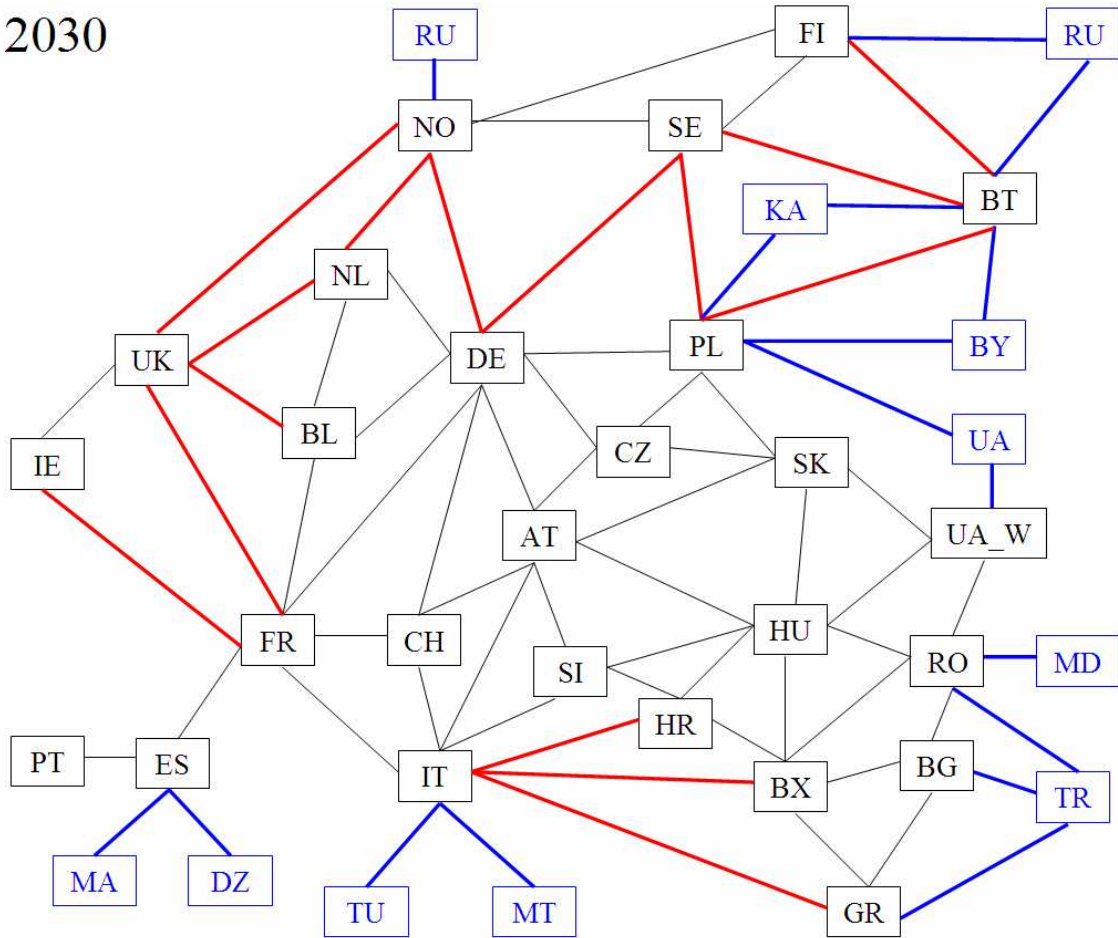 2030
RU
FI
RU
NO
SE
KA
BT
NL
UK
DE
PL
BY
BL
CZ
UA
IE
SK
AT
UA_W
FR
CH
HU
SI
RO
MD
HR
PT
ES
IT
BX
BG
TR
MA
DZ
TU
MT
GR